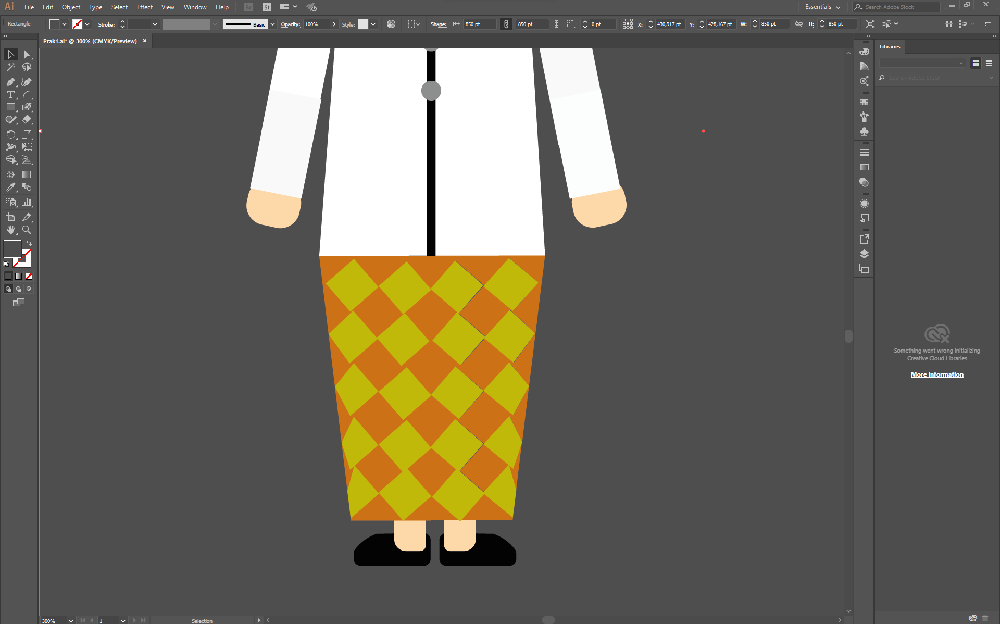 Ai File Edit Object Type Select Effect View Window Help Br St Essentials Search Adobe Stock
Rectangle Stroke: Basic Opacity: 100% Style: Shape: 850 pt 850 pt 0 pt X: 430,917 pt Y: 428,167 pt W: 850 pt H: 850 pt
Prak1.ai* @ 300% (CMYK/Preview)
Libraries
Search Adobe Stock
Something went wrong initializing
Creative Cloud Libraries
More information
300% 1 Selection